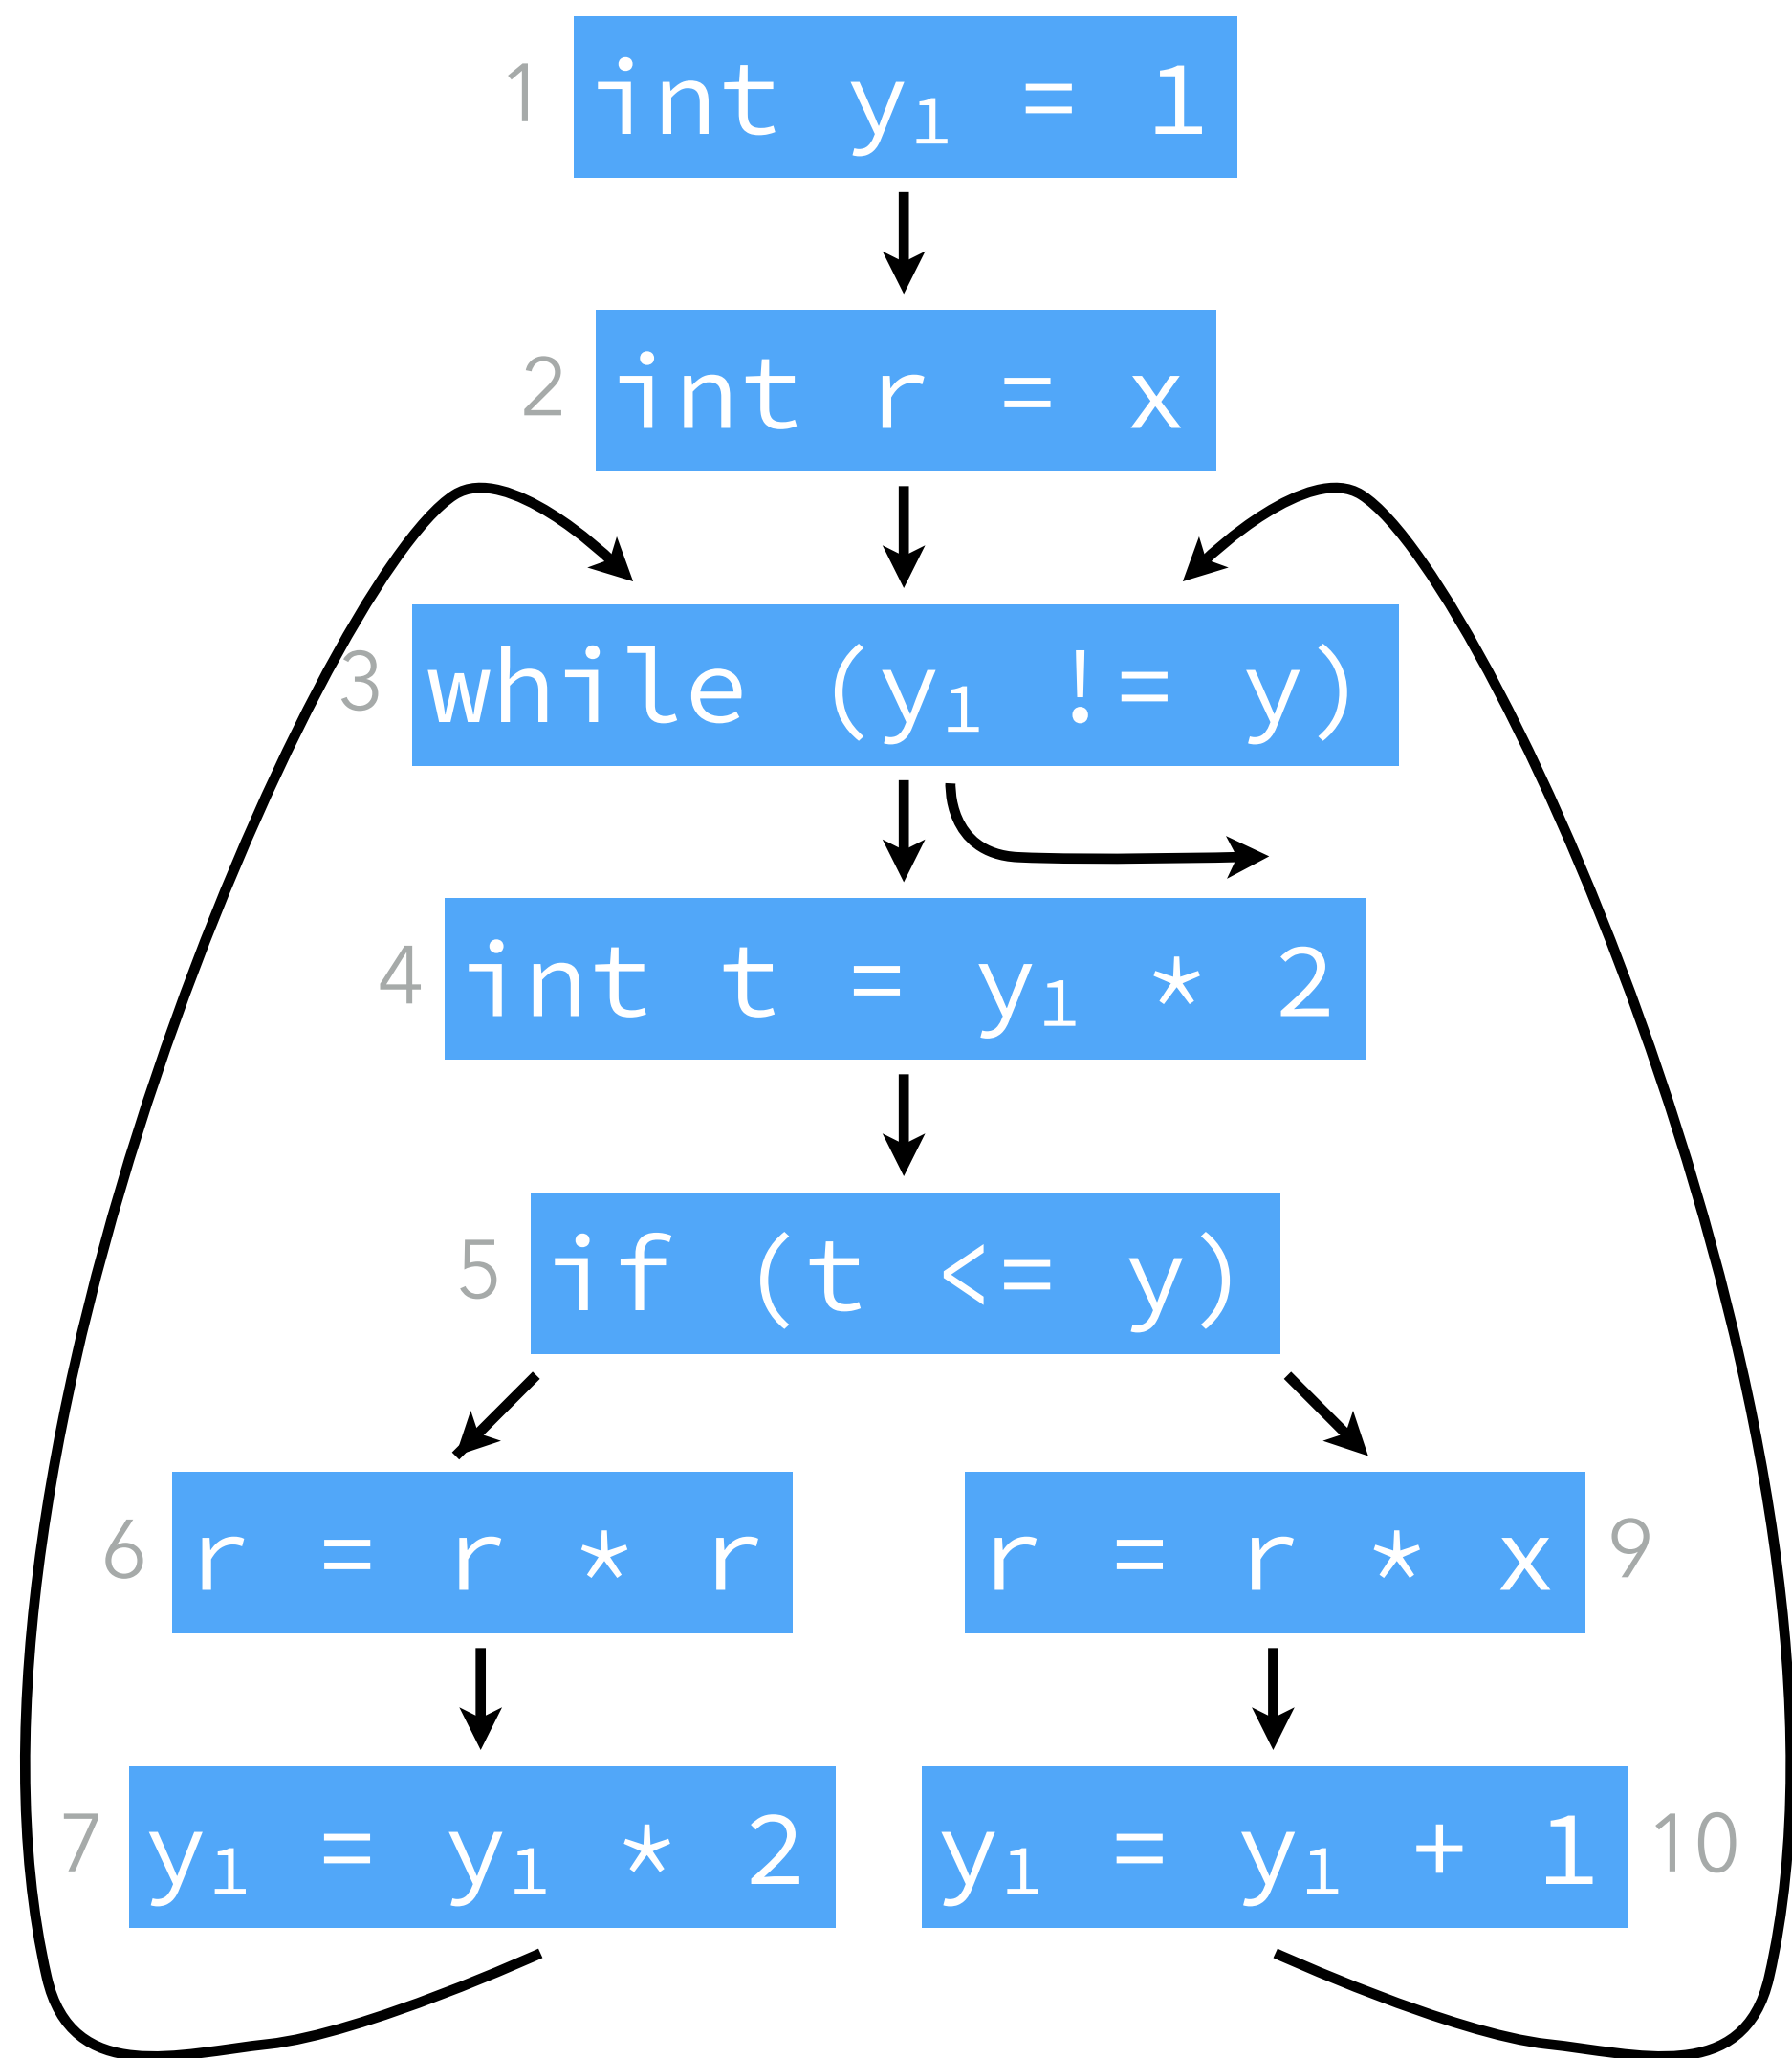 1 int y₁ = 1
2 int r = x
3 while (y₁ != y)
4 int t = y₁ * 2
5 if (t <= y)
6 r = r * r
r = r * x 9
7 y₁ = y₁ * 2
y₁ = y₁ + 1 10